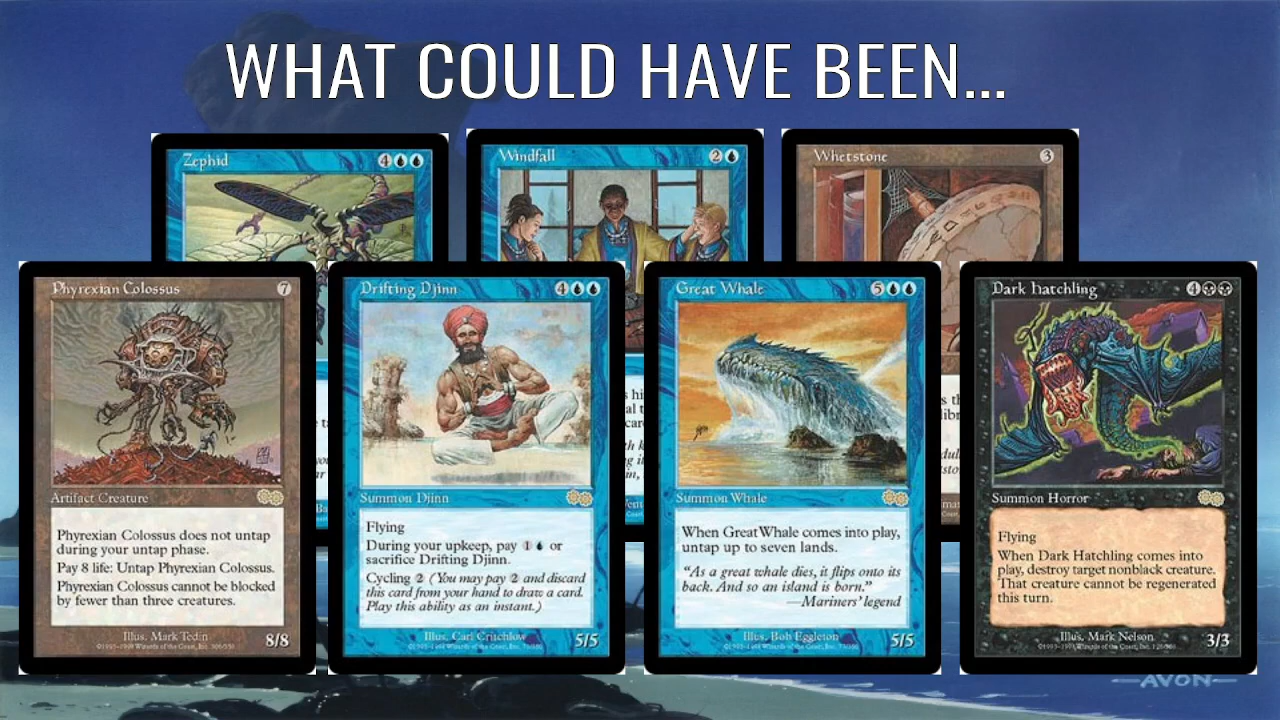 WHAT COULD HAVE BEEN...
Zephid 4
Windfall 2
Whetstone 3
Phyrexian Colossus 7
Artifact Creature
Phyrexian Colossus does not untap
during your untap phase.
Pay 8 life: Untap Phyrexian Colossus.
Phyrexian Colossus cannot be blocked
by fewer than three creatures.
Illus. Mark Tedin
8/8
Drifting Djinn 4
Summon Djinn
Flying
During your upkeep, pay 1 or
sacrifice Drifting Djinn.
Cycling 2 (You may pay 2 and discard
this card from your hand to draw a card.
Play this ability as an instant.)
Illus. Carl Critchlow
5/5
Great Whale 5
Summon Whale
When Great Whale comes into play,
untap up to seven lands.
“As a great whale dies, it flips onto its
back. And so an island is born.”
—Mariners’ legend
Illus. Bob Eggleton
5/5
Dark Hatchling 4
Summon Horror
Flying
When Dark Hatchling comes into
play, destroy target nonblack creature.
That creature cannot be regenerated
this turn.
Illus. Mark Nelson
3/3
—AVON—